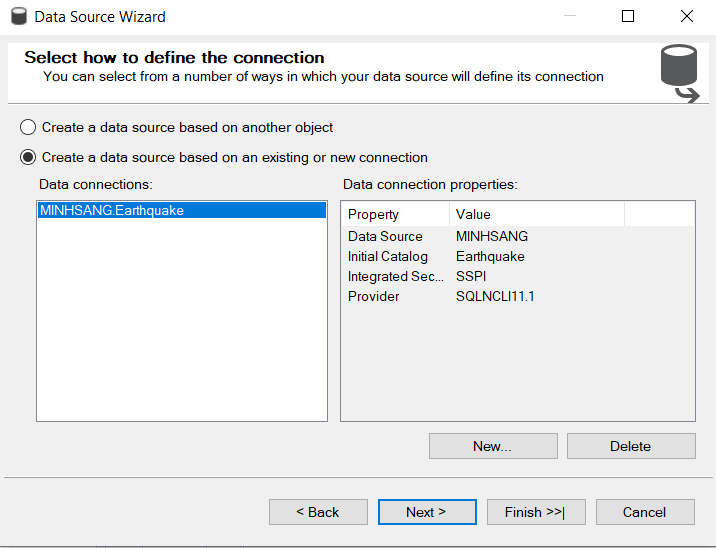 Data Source Wizard
Select how to define the connection
You can select from a number of ways in which your data source will define its connection
Create a data source based on another object
Create a data source based on an existing or new connection
Data connections:
MINHSANG.Earthquake
Data connection properties:
Property Value
Data Source MINHSANG
Initial Catalog Earthquake
Integrated Sec... SSPI
Provider SQLNCLI11.1
New... Delete
< Back Next > Finish >>| Cancel